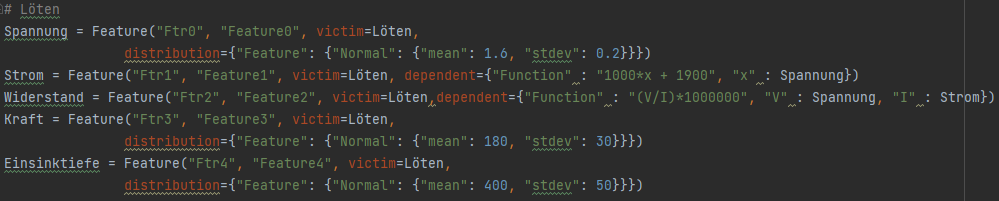 # Löten
Spannung = Feature("Ftr0", "Feature0", victim=Löten,
distribution={"Feature": {"Normal": {"mean": 1.6, "stdev": 0.2}}})
Strom = Feature("Ftr1", "Feature1", victim=Löten, dependent={"Function" : "1000*x + 1900", "x" : Spannung})
Widerstand = Feature("Ftr2", "Feature2", victim=Löten,dependent={"Function" : "(V/I)*1000000", "V" : Spannung, "I" : Strom})
Kraft = Feature("Ftr3", "Feature3", victim=Löten,
distribution={"Feature": {"Normal": {"mean": 180, "stdev": 30}}})
Einsinktiefe = Feature("Ftr4", "Feature4", victim=Löten,
distribution={"Feature": {"Normal": {"mean": 400, "stdev": 50}}})